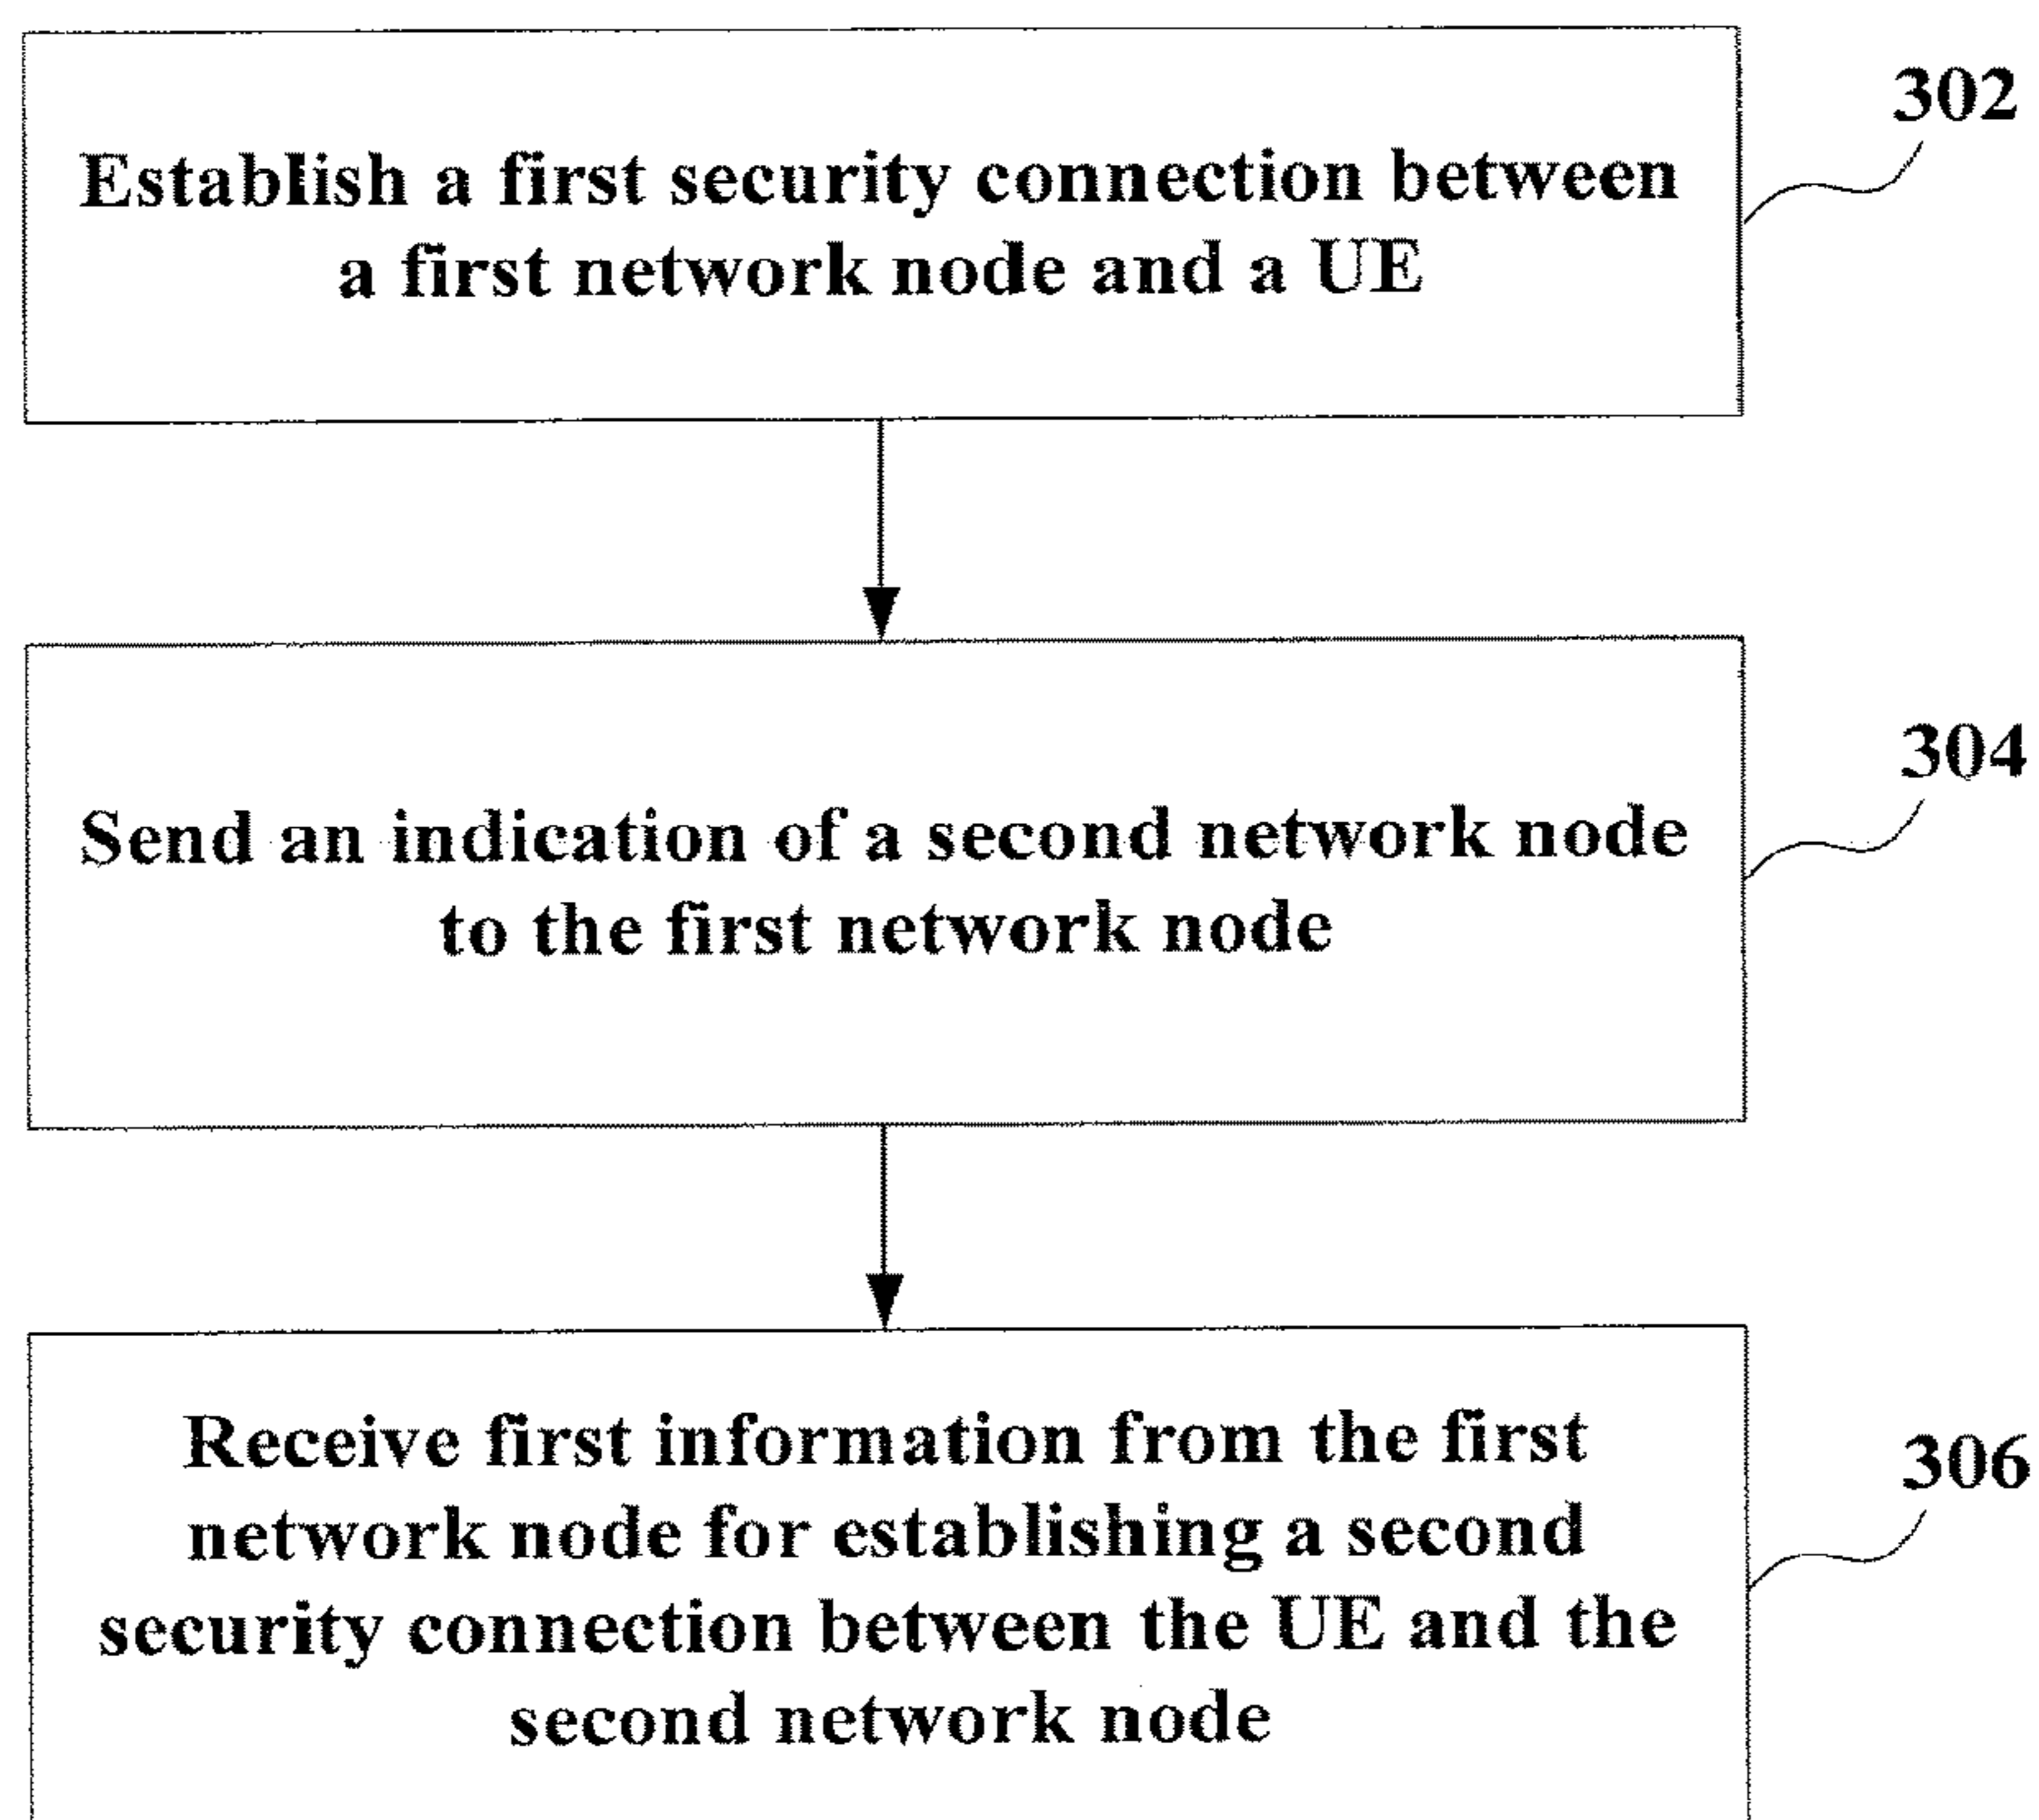 302
Establish a first security connection between
a first network node and a UE
304
Send an indication of a second network node
to the first network node
306
Receive first information from the first
network node for establishing a second
security connection between the UE and the
second network node